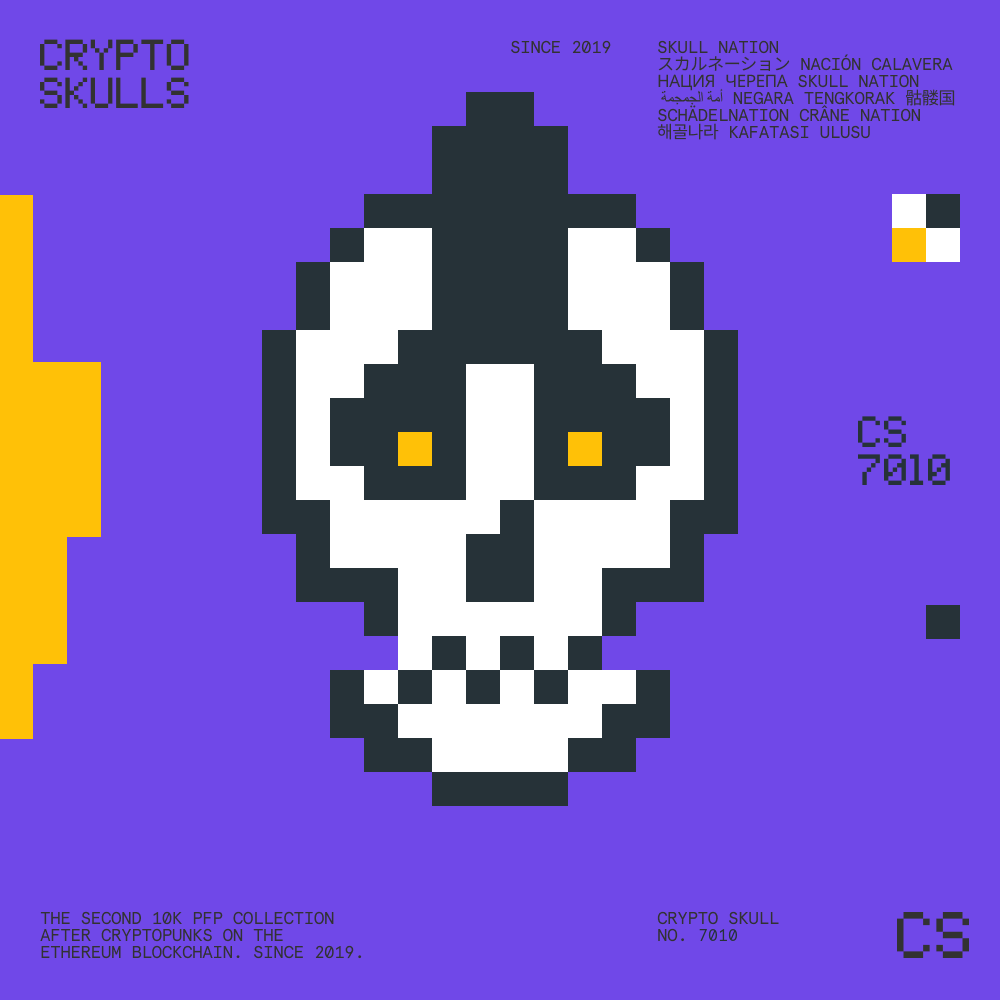 CRYPTO
SKULLS
SINCE 2019
SKULL NATION
スカルネーション NACIÓN CALAVERA
НАЦИЯ ЧЕРЕПА SKULL NATION
أمة الجمجمة NEGARA TENGKORAK 骷髅国
SCHÄDELNATION CRÂNE NATION
해골나라 KAFATASI ULUSU
CS
7010
THE SECOND 10K PFP COLLECTION
AFTER CRYPTOPUNKS ON THE
ETHEREUM BLOCKCHAIN. SINCE 2019.
CRYPTO SKULL
NO. 7010
CS